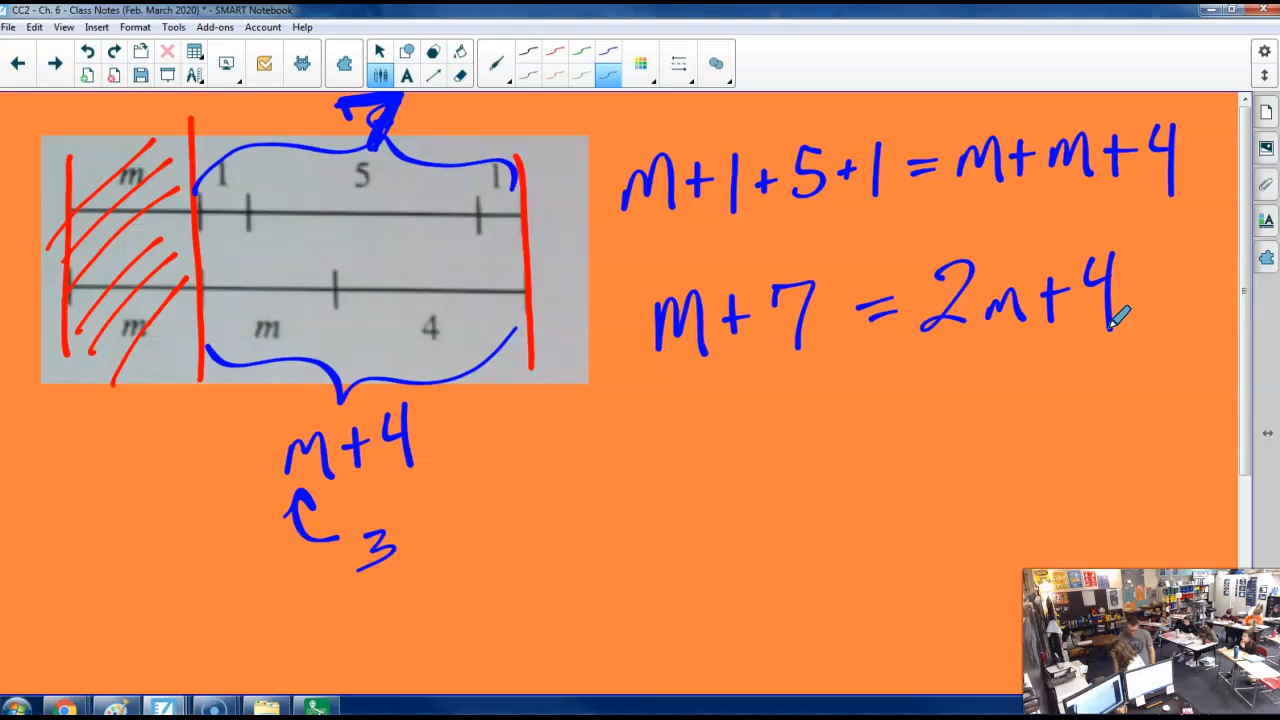 CC2 - Ch. 6 - Class Notes (Feb. March 2020) * - SMART Notebook
File Edit View Insert Format Tools Add-ons Account Help
7
m 1 5 1
m m 4
m+4
3
m+1+5+1=m+m+4
m+7=2m+4